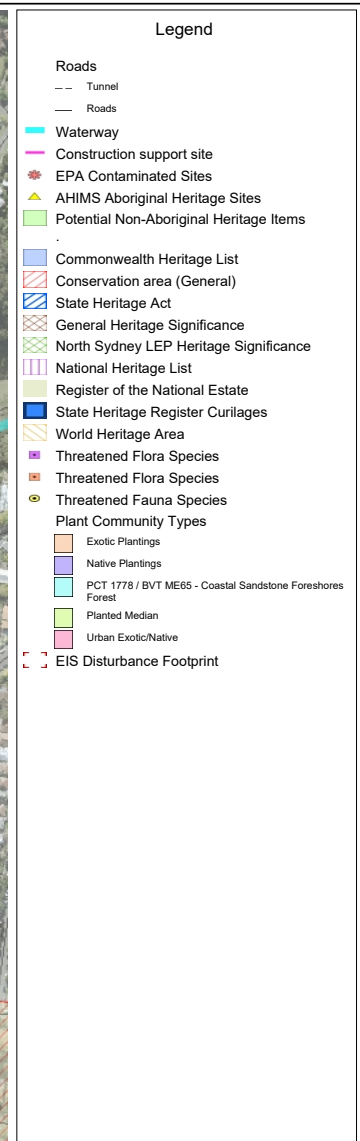 Legend
Roads
Tunnel
Roads
Waterway
Construction support site
EPA Contaminated Sites
AHIMS Aboriginal Heritage Sites
Potential Non-Aboriginal Heritage Items
.
Commonwealth Heritage List
Conservation area (General)
State Heritage Act
General Heritage Significance
North Sydney LEP Heritage Significance
National Heritage List
Register of the National Estate
State Heritage Register Curilages
World Heritage Area
Threatened Flora Species
Threatened Flora Species
Threatened Fauna Species
Plant Community Types
Exotic Plantings
Native Plantings
PCT 1778 / BVT ME65 - Coastal Sandstone Foreshores
Forest
Planted Median
Urban Exotic/Native
EIS Disturbance Footprint